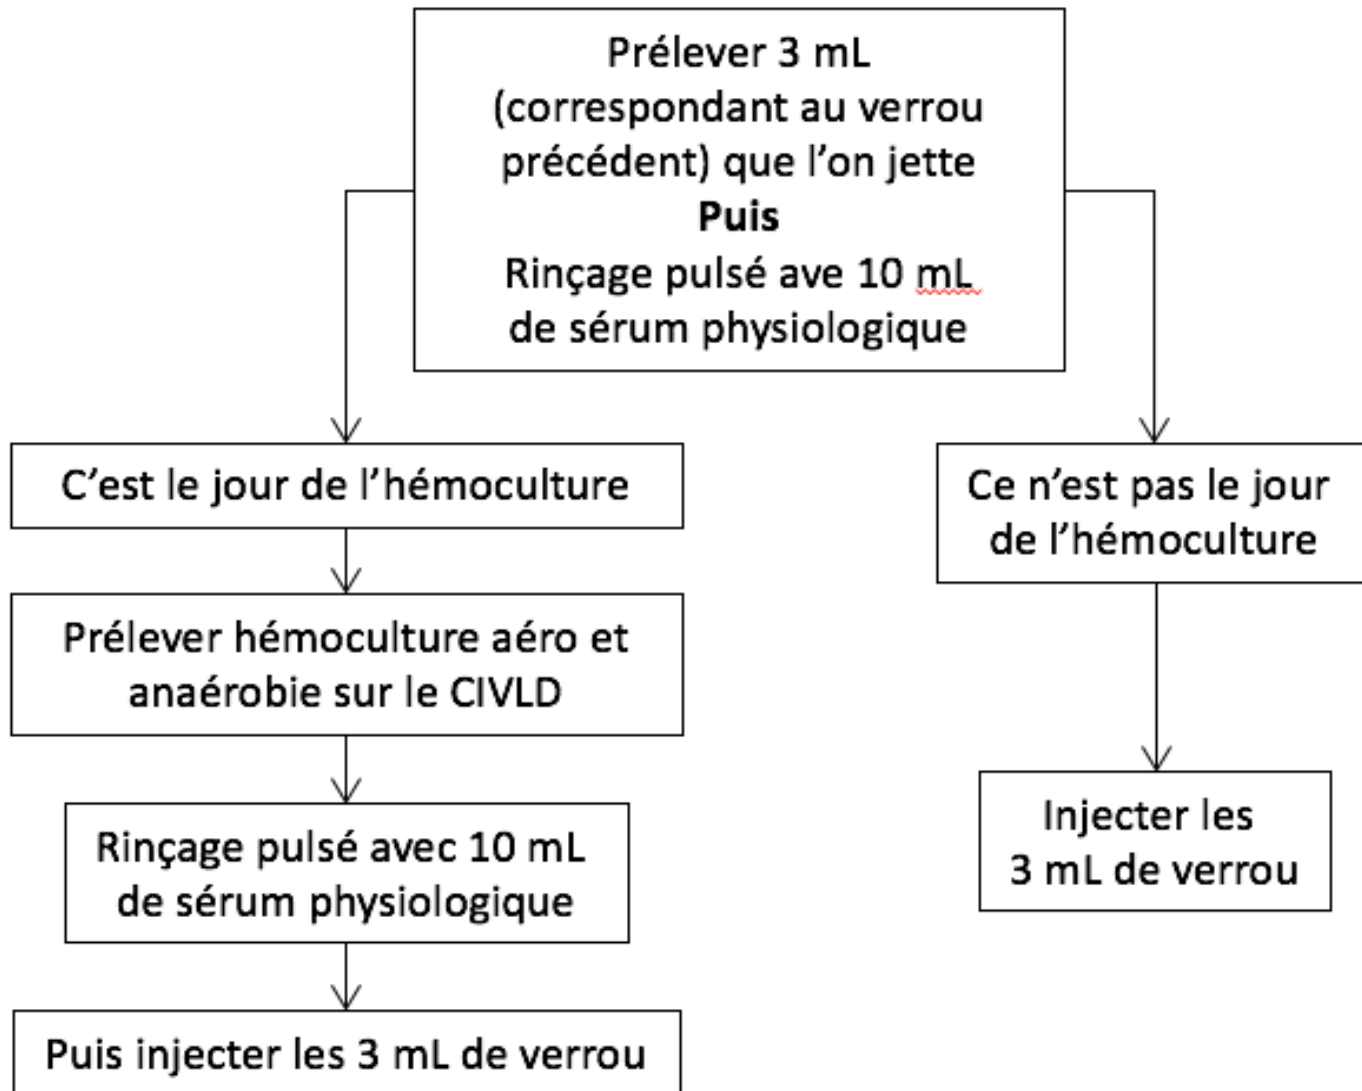 Prélever 3 mL
(correspondant au verrou
précédent) que l’on jette
Puis
Rinçage pulsé ave 10 mL
de sérum physiologique
C’est le jour de l’hémoculture
Ce n’est pas le jour
de l’hémoculture
Prélever hémoculture aéro et
anaérobie sur le CIVLD
Rinçage pulsé avec 10 mL
de sérum physiologique
Injecter les
3 mL de verrou
Puis injecter les 3 mL de verrou